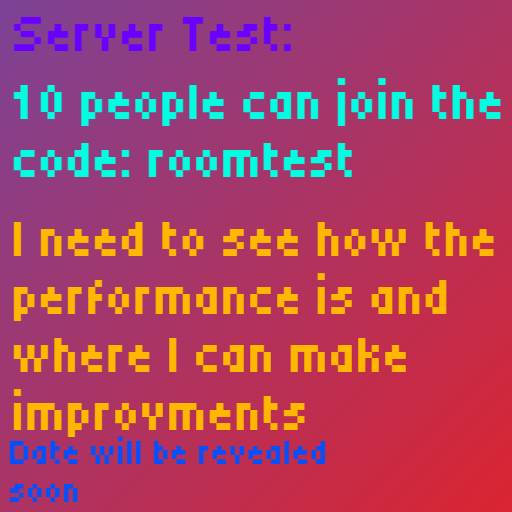 Server Test:
10 people can join the
code: roomtest
I need to see how the
performance is and
where I can make
improvments
Date will be revealed
soon